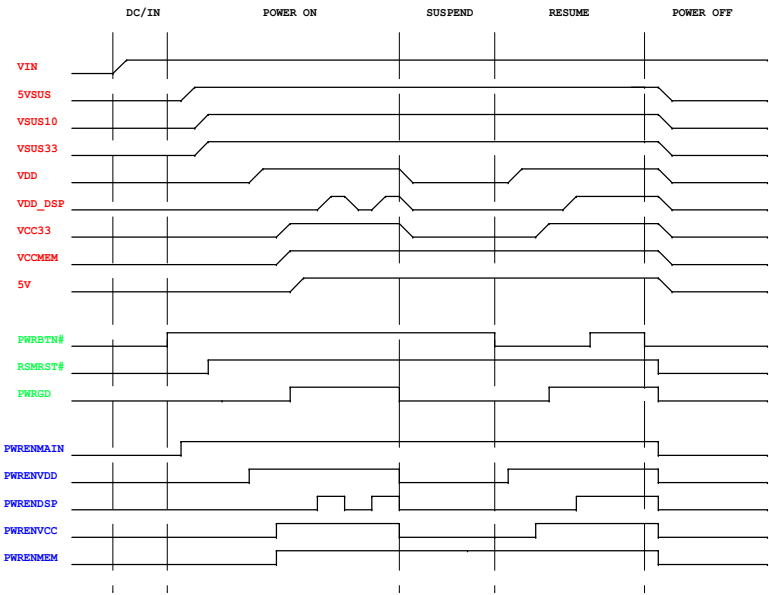 DC/IN POWER ON SUSPEND RESUME POWER OFF
VIN
5VSUS
VSUS10
VSUS33
VDD
VDD_DSP
VCC33
VCCMEM
5V
PWRBTN#
RSMRST#
PWRGD
PWRENMAIN
PWRENVDD
PWRENDSP
PWRENVCC
PWRENMEM